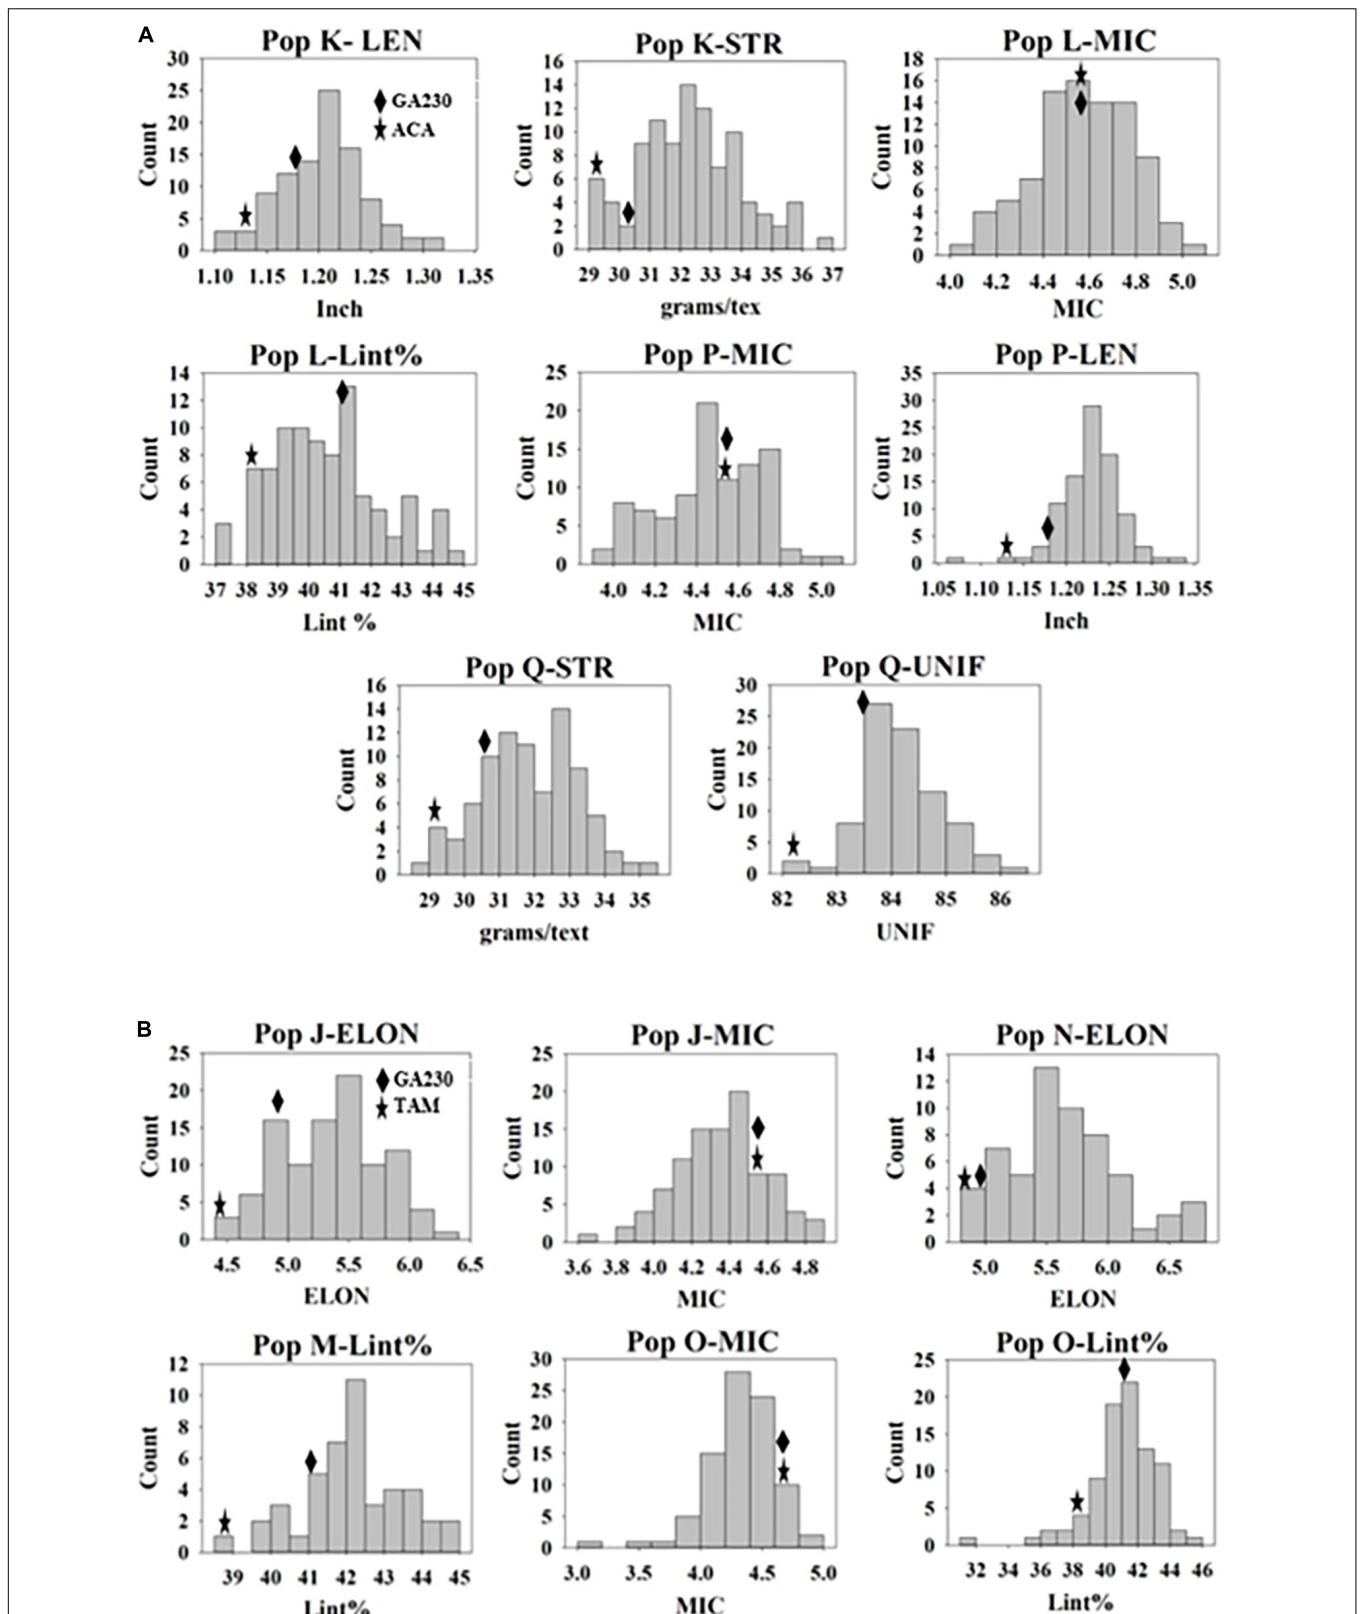 A
Pop K- LEN
30
25
20
15
10
5
0
Count
GA230
ACA
1.10 1.15 1.20 1.25 1.30 1.35
Inch
Pop K-STR
16
14
12
10
8
6
4
2
0
Count
29 30 31 32 33 34 35 36 37
grams/tex
Pop L-MIC
18
16
14
12
10
8
6
4
2
0
Count
4.0 4.2 4.4 4.6 4.8 5.0
MIC
Pop L-Lint%
14
12
10
8
6
4
2
0
Count
37 38 39 40 41 42 43 44 45
Lint %
Pop P-MIC
25
20
15
10
5
0
Count
4.0 4.2 4.4 4.6 4.8 5.0
MIC
Pop P-LEN
35
30
25
20
15
10
5
0
Count
1.05 1.10 1.15 1.20 1.25 1.30 1.35
Inch
Pop Q-STR
16
14
12
10
8
6
4
2
0
Count
29 30 31 32 33 34 35
grams/text
Pop Q-UNIF
30
25
20
15
10
5
0
Count
82 83 84 85 86
UNIF
B
Pop J-ELON
25
20
15
10
5
0
Count
GA230
TAM
4.5 5.0 5.5 6.0 6.5
ELON
Pop J-MIC
25
20
15
10
5
0
Count
3.6 3.8 4.0 4.2 4.4 4.6 4.8
MIC
Pop N-ELON
14
12
10
8
6
4
2
0
Count
5.0 5.5 6.0 6.5
ELON
Pop M-Lint%
12
10
8
6
4
2
0
Count
39 40 41 42 43 44 45
Lint%
Pop O-MIC
30
25
20
15
10
5
0
Count
3.0 3.5 4.0 4.5 5.0
MIC
Pop O-Lint%
25
20
15
10
5
0
Count
32 34 36 38 40 42 44 46
Lint%